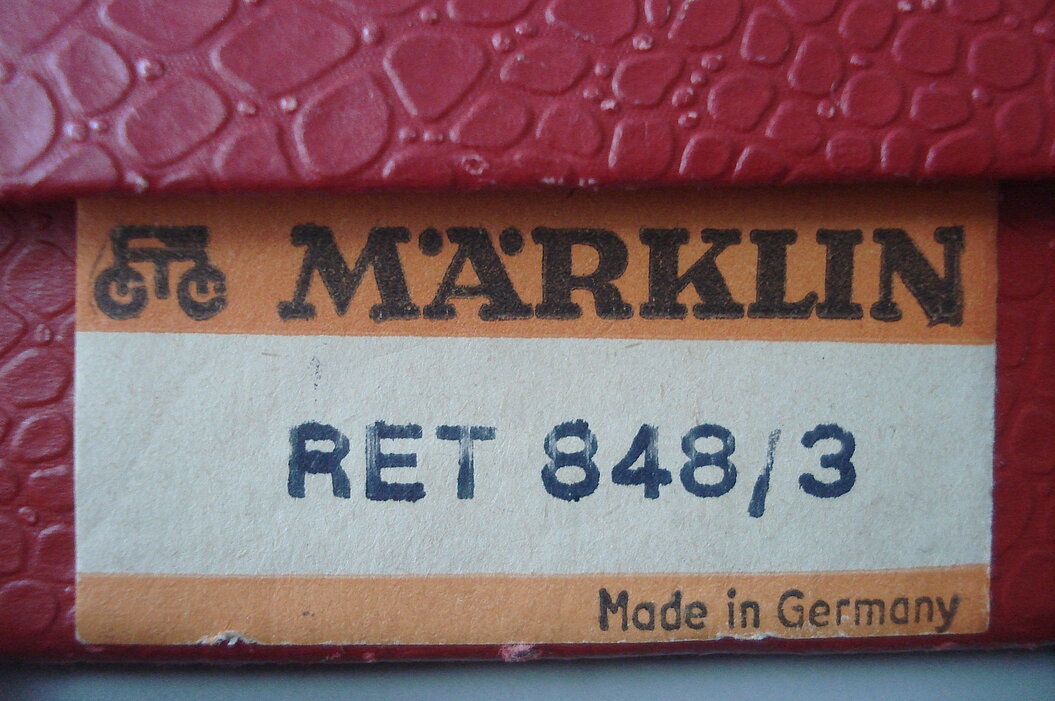 MÄRKLIN
RET 848/3
Made in Germany